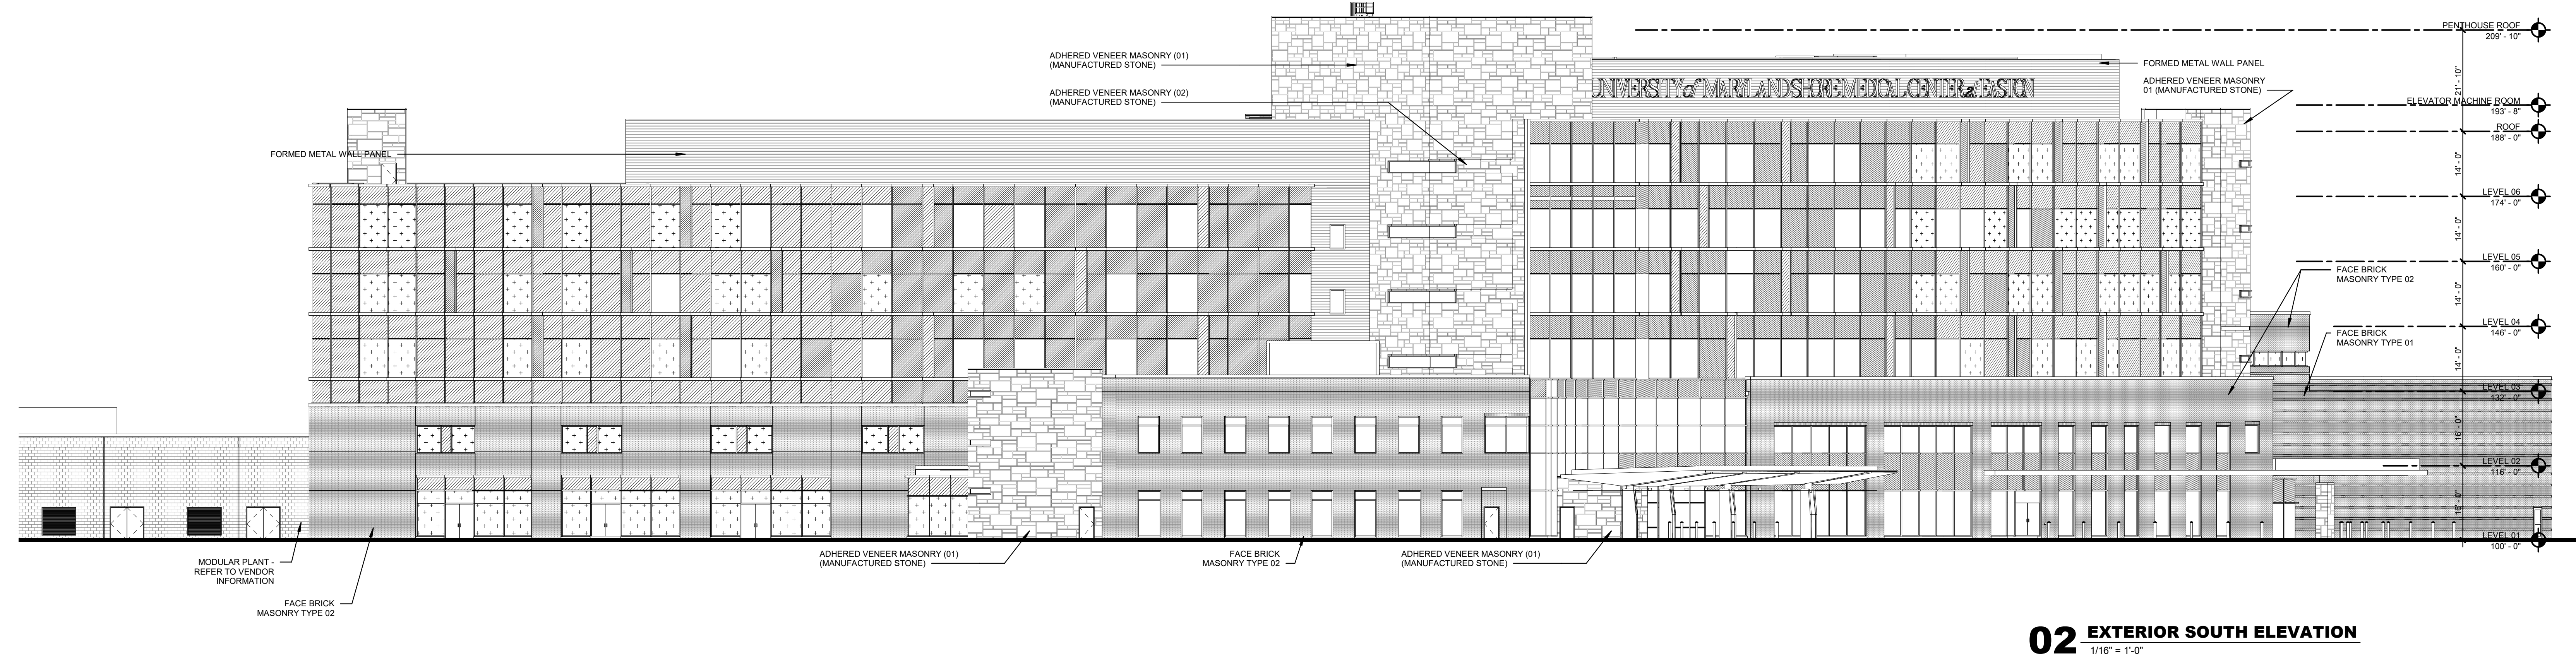 PENTHOUSE ROOF
209' - 10"
ADHERED VENEER MASONRY (01)
(MANUFACTURED STONE)
FORMED METAL WALL PANEL
UNIVERSITY of MARYLAND SHORE MEDICAL CENTER at EASTON
ADHERED VENEER MASONRY
01 (MANUFACTURED STONE)
21' - 10"
ADHERED VENEER MASONRY (02)
(MANUFACTURED STONE)
ELEVATOR MACHINE ROOM
193' - 8"
ROOF
188' - 0"
FORMED METAL WALL PANEL
14' - 0"
LEVEL 06
174' - 0"
14' - 0"
LEVEL 05
160' - 0"
FACE BRICK
MASONRY TYPE 02
14' - 0"
LEVEL 04
146' - 0"
FACE BRICK
MASONRY TYPE 01
14' - 0"
LEVEL 03
132' - 0"
16' - 0"
LEVEL 02
116' - 0"
16' - 0"
LEVEL 01
100' - 0"
MODULAR PLANT -
REFER TO VENDOR
INFORMATION
ADHERED VENEER MASONRY (01)
(MANUFACTURED STONE)
FACE BRICK
MASONRY TYPE 02
ADHERED VENEER MASONRY (01)
(MANUFACTURED STONE)
FACE BRICK
MASONRY TYPE 02
02 EXTERIOR SOUTH ELEVATION
1/16" = 1'-0"